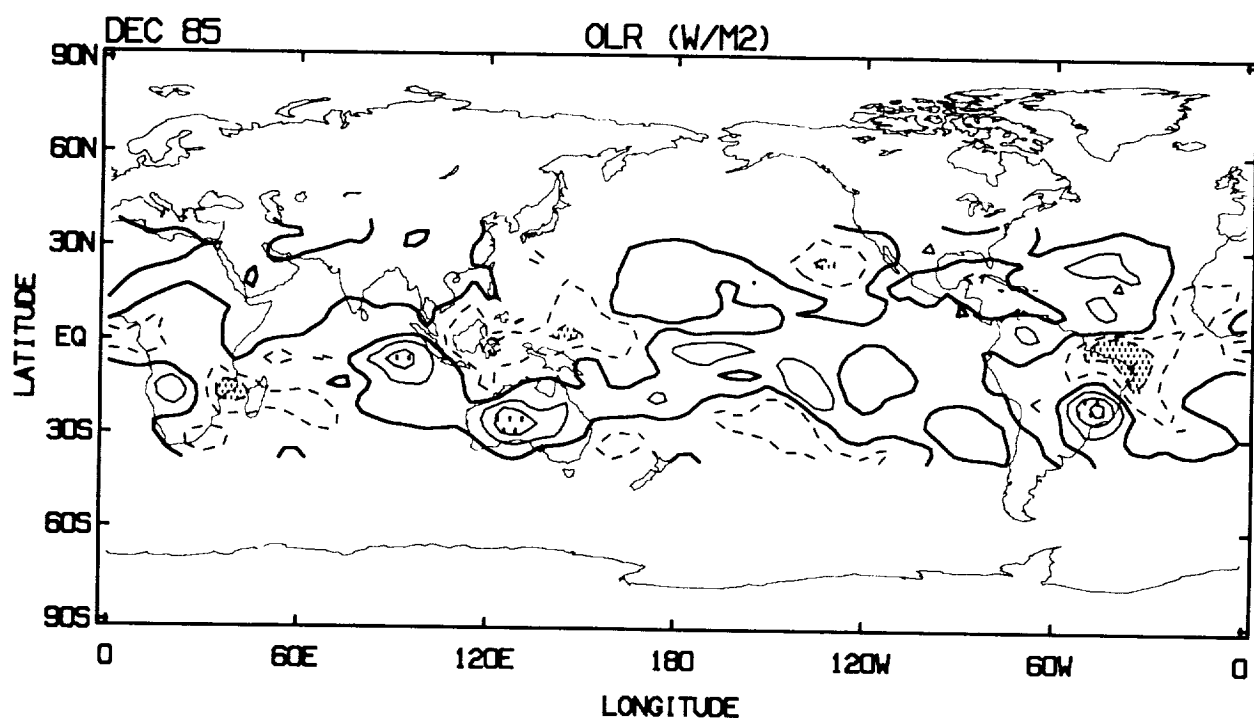 DEC 85 OLR (W/M2)
90N
60N
30N
EQ
30S
60S
90S
LATITUDE
0 60E 120E 180 120W 60W 0
LONGITUDE